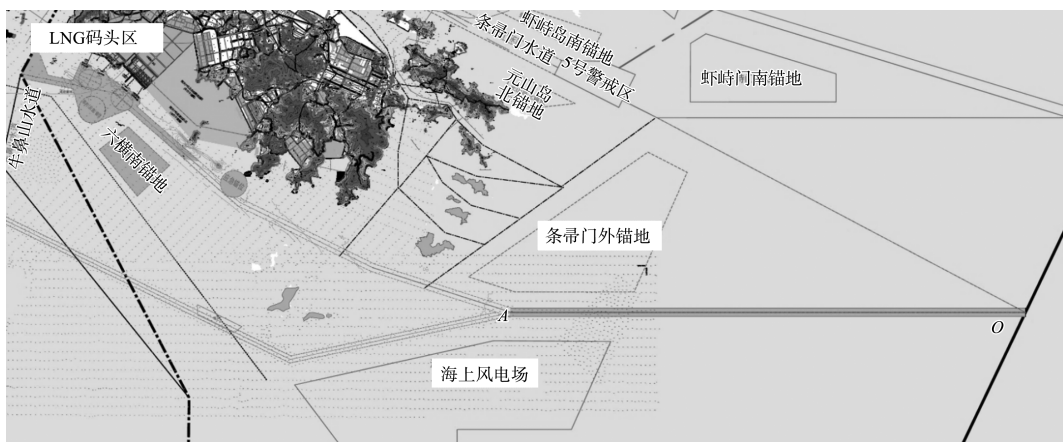 LNG码头区
牛鼻山水道
六横南锚地
虾峙岛南锚地
条帚门水道 5号警戒区
元山岛
北锚地
虾峙门南锚地
条帚门外锚地
A
O
海上风电场